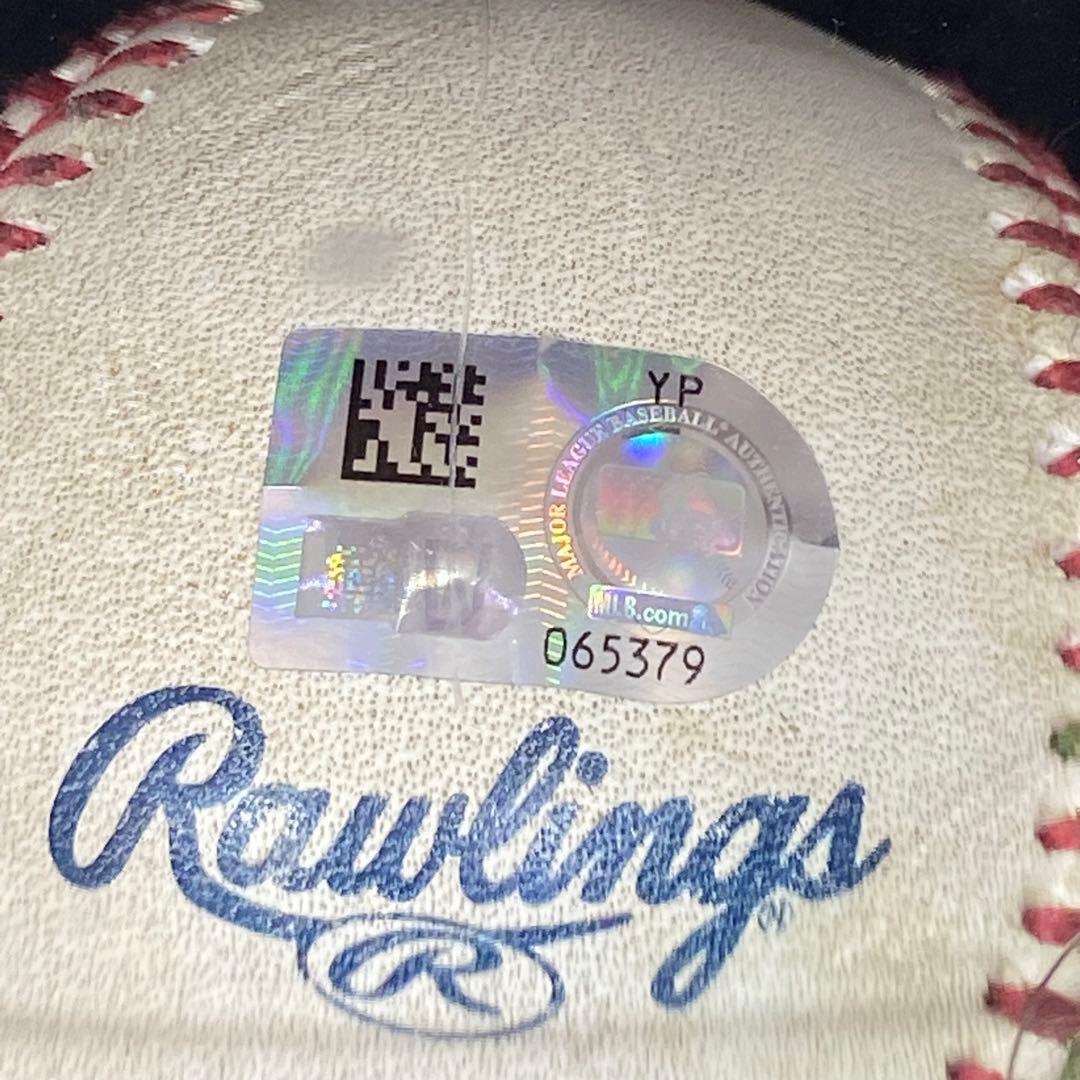 YP
MAJOR LEAGUE BASEBALL AUTHENTICATION
MLB.com
065379
Rawlings®
R